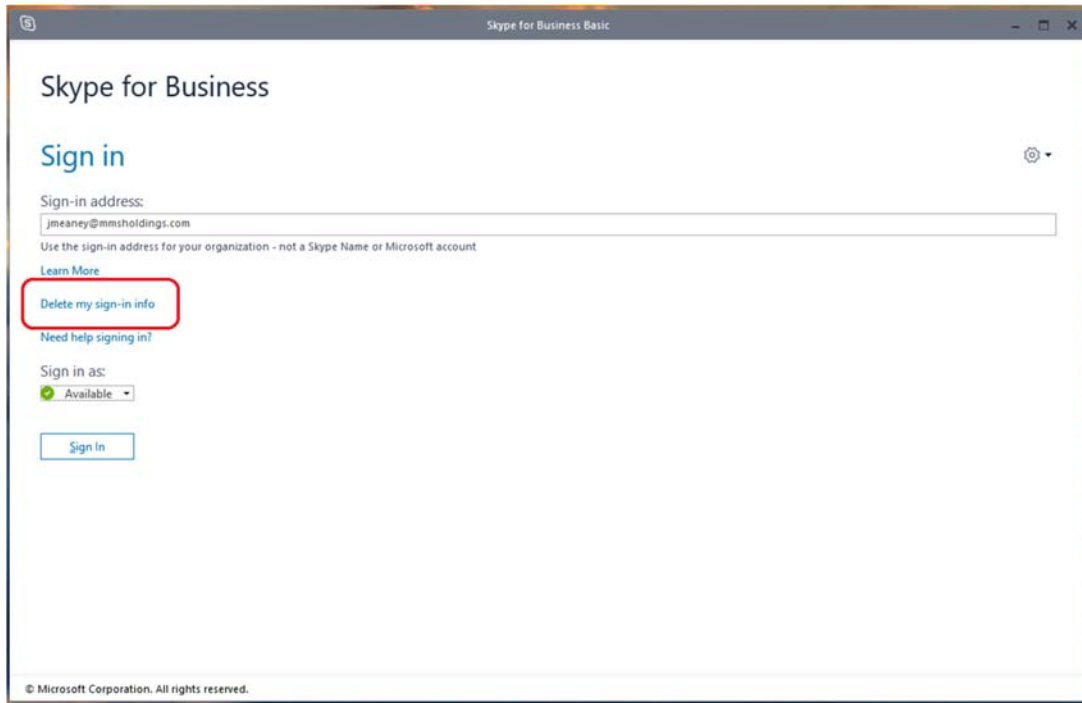 Skype for Business Basic
Skype for Business
Sign in
Sign-in address:
jmeaney@mmsholdings.com
Use the sign-in address for your organization - not a Skype Name or Microsoft account
Learn More
Delete my sign-in info
Need help signing in?
Sign in as:
Available
Sign In
© Microsoft Corporation. All rights reserved.